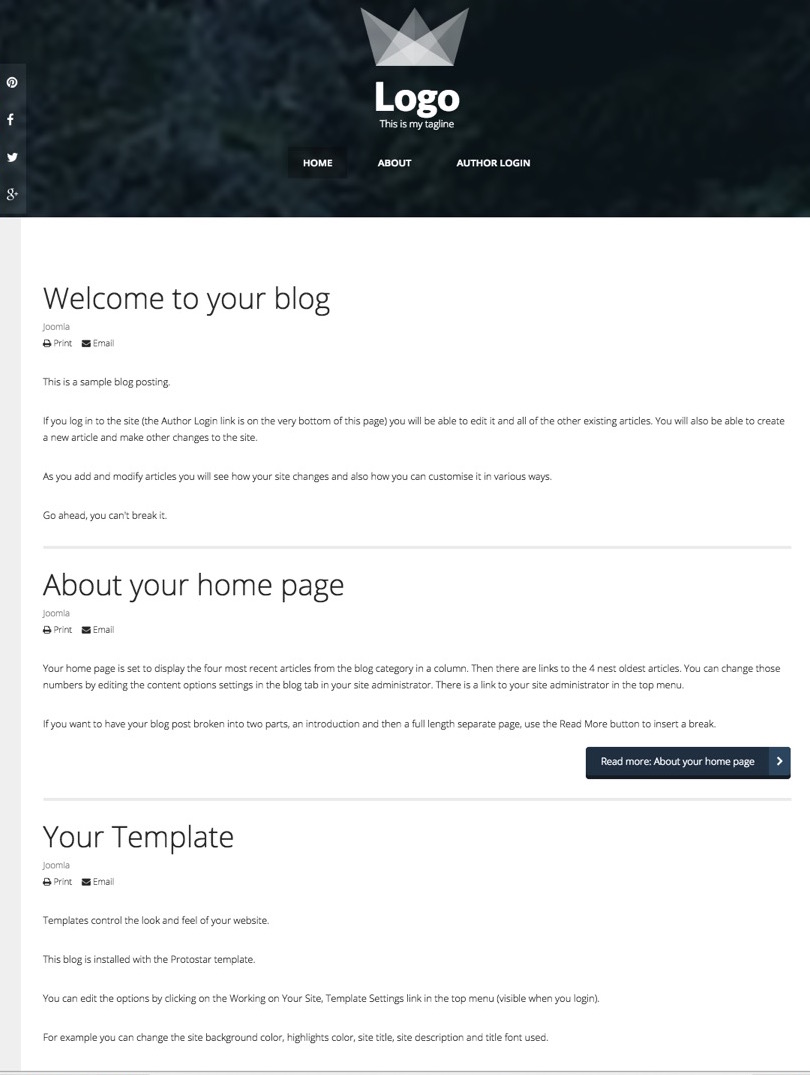 Logo
This is my tagline
HOME ABOUT AUTHOR LOGIN
Welcome to your blog
Joomla
Print Email
This is a sample blog posting.
If you log in to the site (the Author Login link is on the very bottom of this page) you will be able to edit it and all of the other existing articles. You will also be able to create
a new article and make other changes to the site.
As you add and modify articles you will see how your site changes and also how you can customise it in various ways.
Go ahead, you can't break it.
About your home page
Joomla
Print Email
Your home page is set to display the four most recent articles from the blog category in a column. Then there are links to the 4 nest oldest articles. You can change those
numbers by editing the content options settings in the blog tab in your site administrator. There is a link to your site administrator in the top menu.
If you want to have your blog post broken into two parts, an introduction and then a full length separate page, use the Read More button to insert a break.
Read more: About your home page
Your Template
Joomla
Print Email
Templates control the look and feel of your website.
This blog is installed with the Protostar template.
You can edit the options by clicking on the Working on Your Site, Template Settings link in the top menu (visible when you login).
For example you can change the site background color, highlights color, site title, site description and title font used.